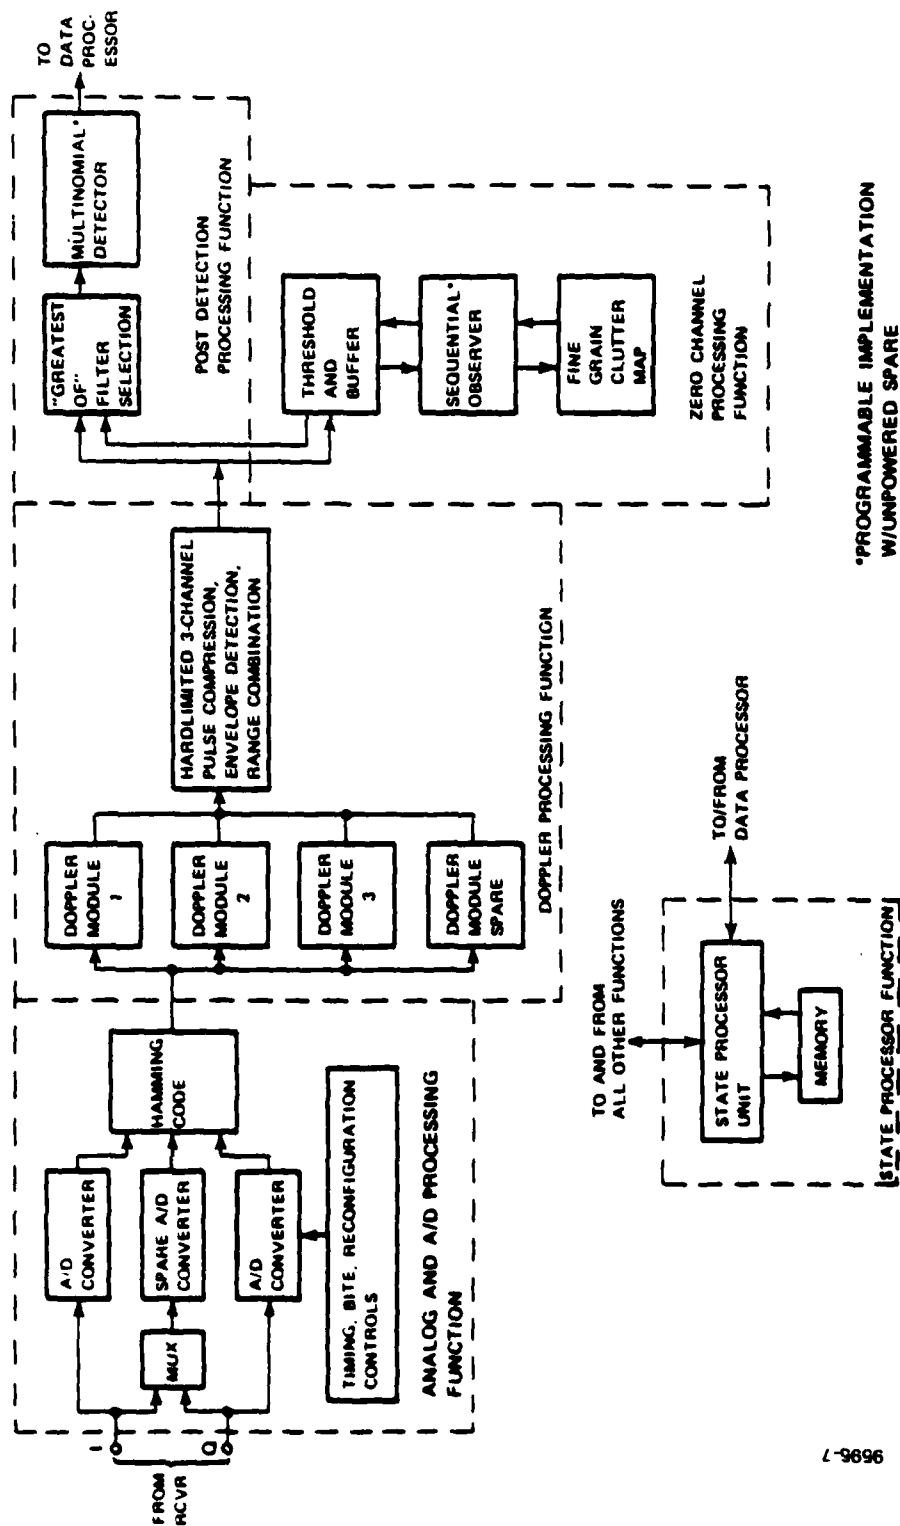 FROM
RCVR
I
Q
MUX
A/D
CONVERTER
SPARE A/D
CONVERTER
A/D
CONVERTER
TIMING, BITE, RECONFIGURATION
CONTROLS
HAMMING
CODE
ANALOG AND A/D PROCESSING
FUNCTION
DOPPLER
MODULE
1
DOPPLER
MODULE
2
DOPPLER
MODULE
3
DOPPLER
MODULE
SPARE
HARDLIMITED 3-CHANNEL
PULSE COMPRESSION,
ENVELOPE DETECTION,
RANGE COMBINATION
DOPPLER PROCESSING FUNCTION
"GREATEST
OF"
FILTER
SELECTION
MULTINOMIAL*
DETECTOR
TO
DATA
PROC-
ESSOR
POST DETECTION
PROCESSING FUNCTION
THRESHOLD
AND
BUFFER
SEQUENTIAL*
OBSERVER
FINE
GRAIN
CLUTTER
MAP
ZERO CHANNEL
PROCESSING
FUNCTION
TO AND FROM
ALL OTHER FUNCTIONS
STATE PROCESSOR
UNIT
MEMORY
TO/FROM
DATA PROCESSOR
STATE PROCESSOR FUNCTION
*PROGRAMMABLE IMPLEMENTATION
W/UNPOWERED SPARE
9595-7